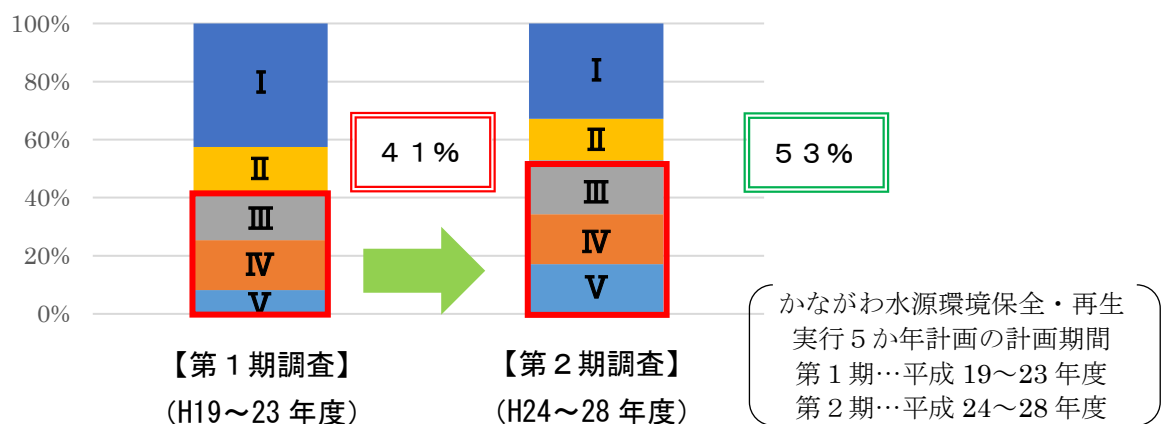 100%
80%
60%
40%
20%
0%
Ⅰ
Ⅱ
Ⅲ
Ⅳ
Ⅴ
41%
Ⅰ
Ⅱ
Ⅲ
Ⅳ
Ⅴ
53%
【第1期調査】
(H19～23 年度)
【第2期調査】
(H24～28 年度)
かながわ水源環境保全・再生
実行5か年計画の計画期間
第1期…平成 19～23 年度
第2期…平成 24～28 年度